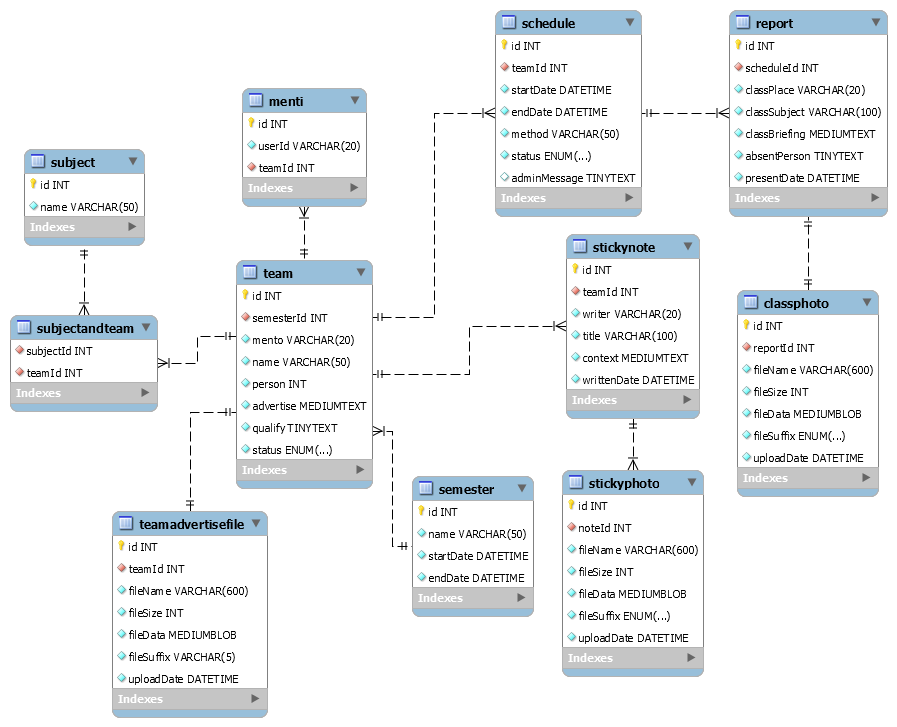 schedule
id INT
teamId INT
startDate DATETIME
endDate DATETIME
method VARCHAR(50)
status ENUM(...)
adminMessage TINYTEXT
Indexes
report
id INT
scheduleId INT
classPlace VARCHAR(20)
classSubject VARCHAR(100)
classBriefing MEDIUMTEXT
absentPerson TINYTEXT
presentDate DATETIME
Indexes
menti
id INT
userId VARCHAR(20)
teamId INT
Indexes
subject
id INT
name VARCHAR(50)
Indexes
team
id INT
semesterId INT
mento VARCHAR(20)
name VARCHAR(50)
person INT
advertise MEDIUMTEXT
qualify TINYTEXT
status ENUM(...)
Indexes
stickynote
id INT
teamId INT
writer VARCHAR(20)
title VARCHAR(100)
context MEDIUMTEXT
writtenDate DATETIME
Indexes
classphoto
id INT
reportId INT
fileName VARCHAR(600)
fileSize INT
fileData MEDIUMBLOB
fileSuffix ENUM(...)
uploadDate DATETIME
Indexes
subjectandteam
subjectId INT
teamId INT
Indexes
semester
id INT
name VARCHAR(50)
startDate DATETIME
endDate DATETIME
Indexes
stickyphoto
id INT
noteId INT
fileName VARCHAR(600)
fileSize INT
fileData MEDIUMBLOB
fileSuffix ENUM(...)
uploadDate DATETIME
Indexes
teamadvertisefile
id INT
teamId INT
fileName VARCHAR(600)
fileSize INT
fileData MEDIUMBLOB
fileSuffix VARCHAR(5)
uploadDate DATETIME
Indexes